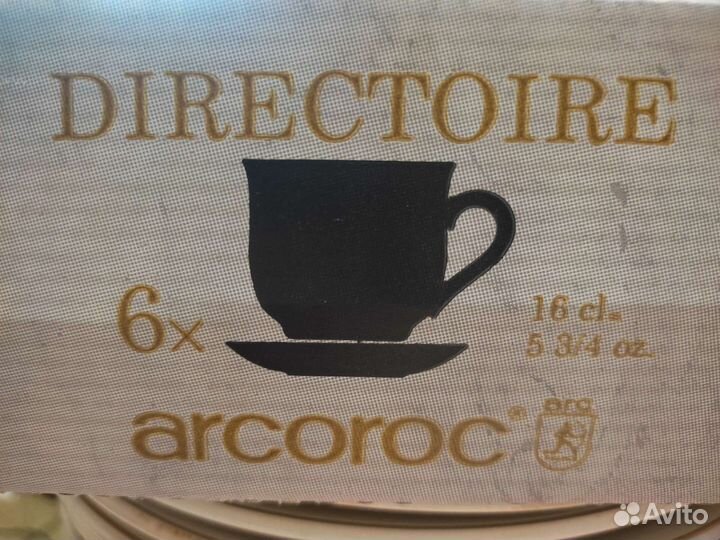 DIRECTOIRE
6x
16 cl=
5 3/4 oz.
arcoroc®
arc
Avito